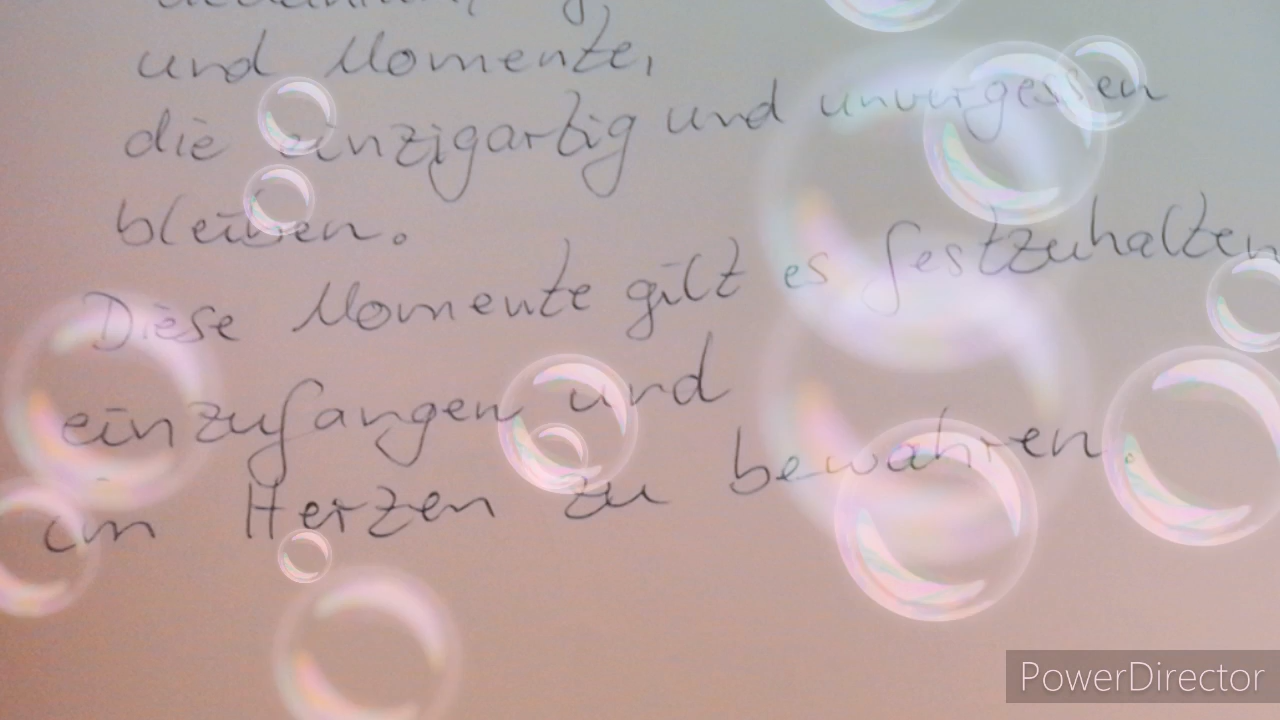 und Momente,
die einzigartig und unvergessen
bleiben.
Diese Momente gilt es festzuhalten
einzufangen und
im Herzen zu bewahren.
PowerDirector